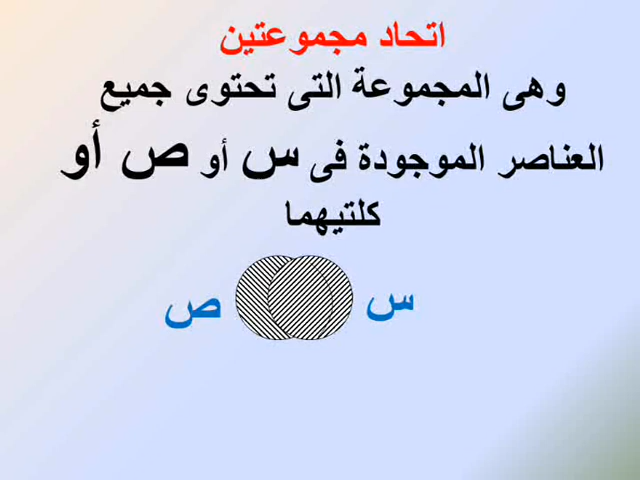 اتحاد مجموعتين
وهى المجموعة التى تحتوى جميع
العناصر الموجودة فى س أو ص أو
كلتيهما
س
ص